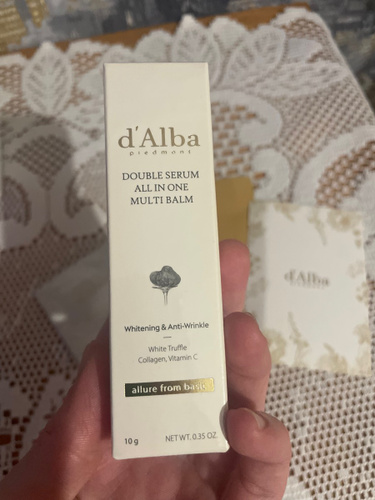 d'Alba
piedmont
DOUBLE SERUM
ALL IN ONE
MULTI BALM
Whitening & Anti-Wrinkle
White Truffle
Collagen, Vitamin C
allure from basic
10 g NET WT. 0.35 OZ.
d'Alba